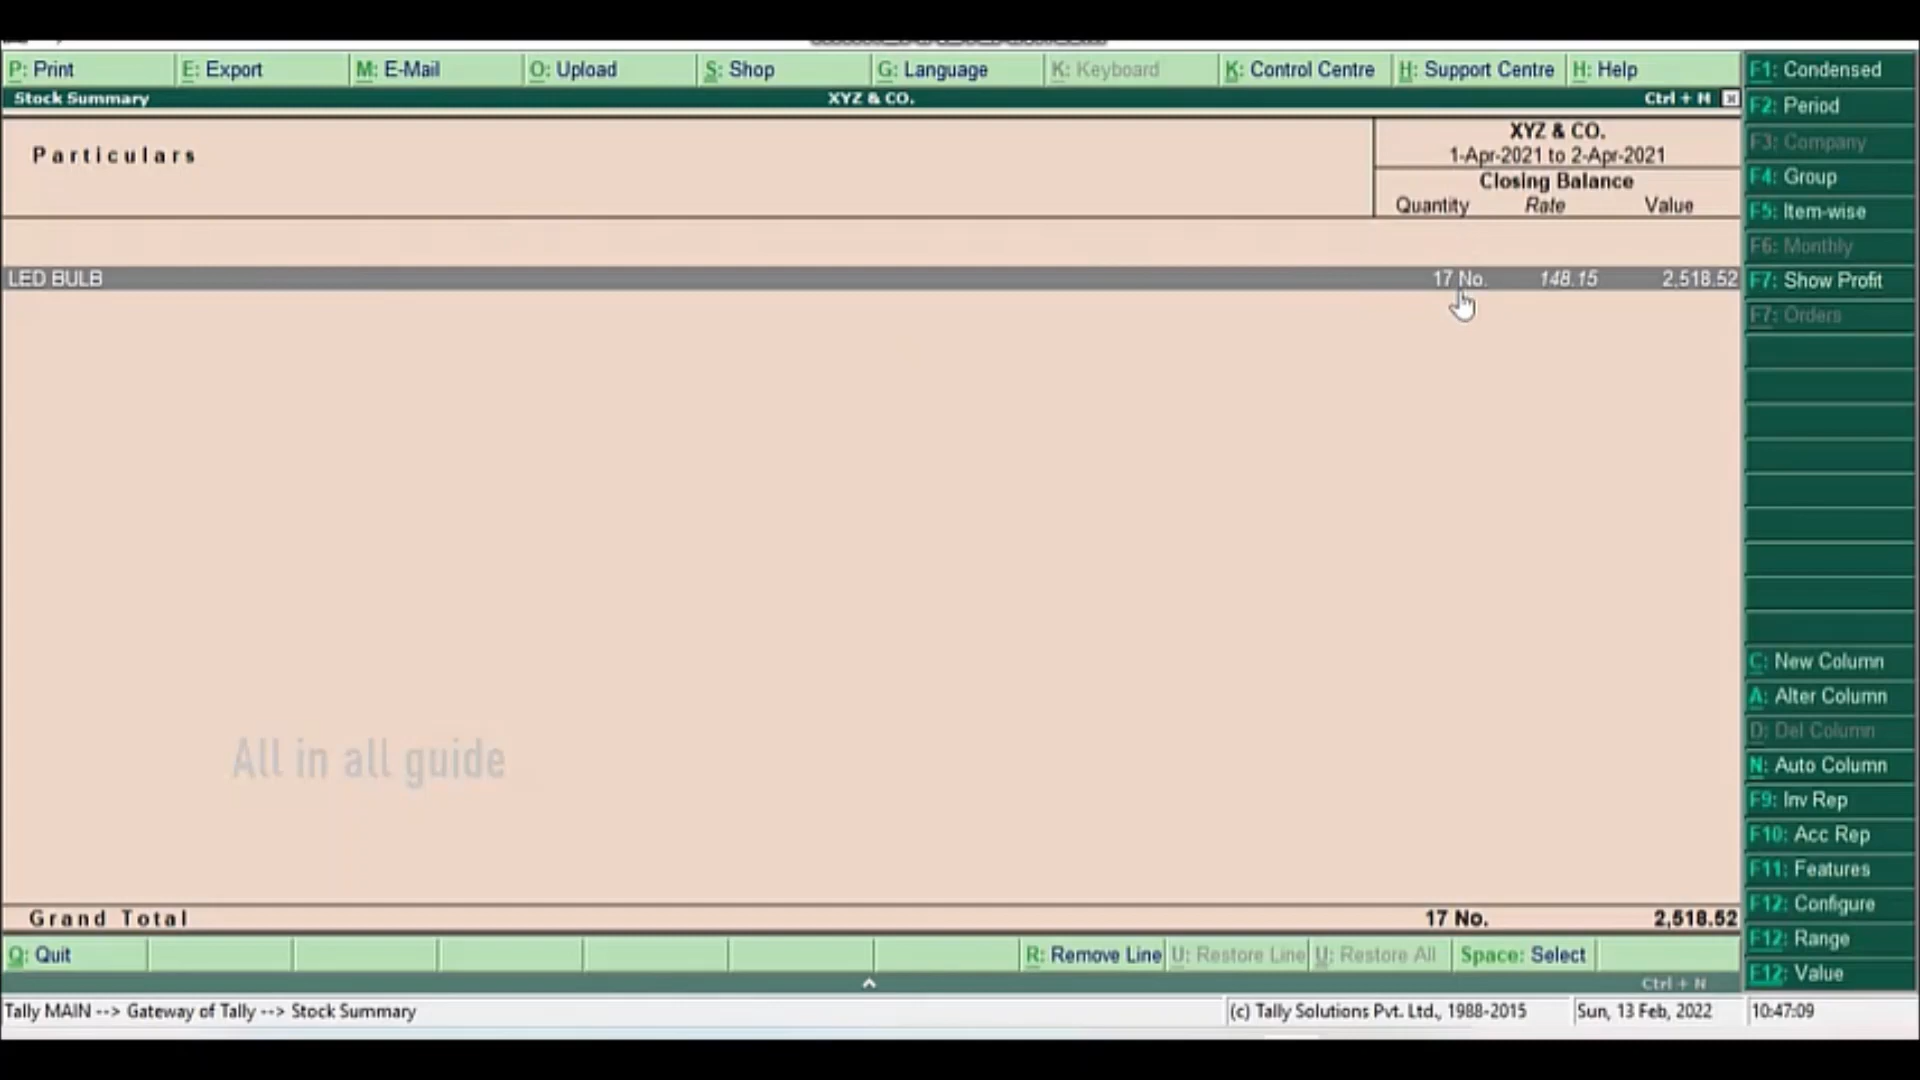 P: Print E: Export M: E-Mail O: Upload S: Shop G: Language K: Keyboard K: Control Centre H: Support Centre H: Help
Stock Summary XYZ & CO. Ctrl + M
Particulars
XYZ & CO.
1-Apr-2021 to 2-Apr-2021
Closing Balance
Quantity Rate Value
LED BULB 17 No. 148.15 2,518.52
All in all guide
Grand Total 17 No. 2,518.52
Q: Quit R: Remove Line U: Restore Line U: Restore All Space: Select
Ctrl + N
Tally MAIN --> Gateway of Tally --> Stock Summary (c) Tally Solutions Pvt. Ltd., 1988-2015 Sun, 13 Feb, 2022 10:47:09
F1: Condensed
F2: Period
F3: Company
F4: Group
F5: Item-wise
F6: Monthly
F7: Show Profit
F7: Orders
C: New Column
A: Alter Column
D: Del Column
N: Auto Column
F9: Inv Rep
F10: Acc Rep
F11: Features
F12: Configure
F12: Range
F12: Value